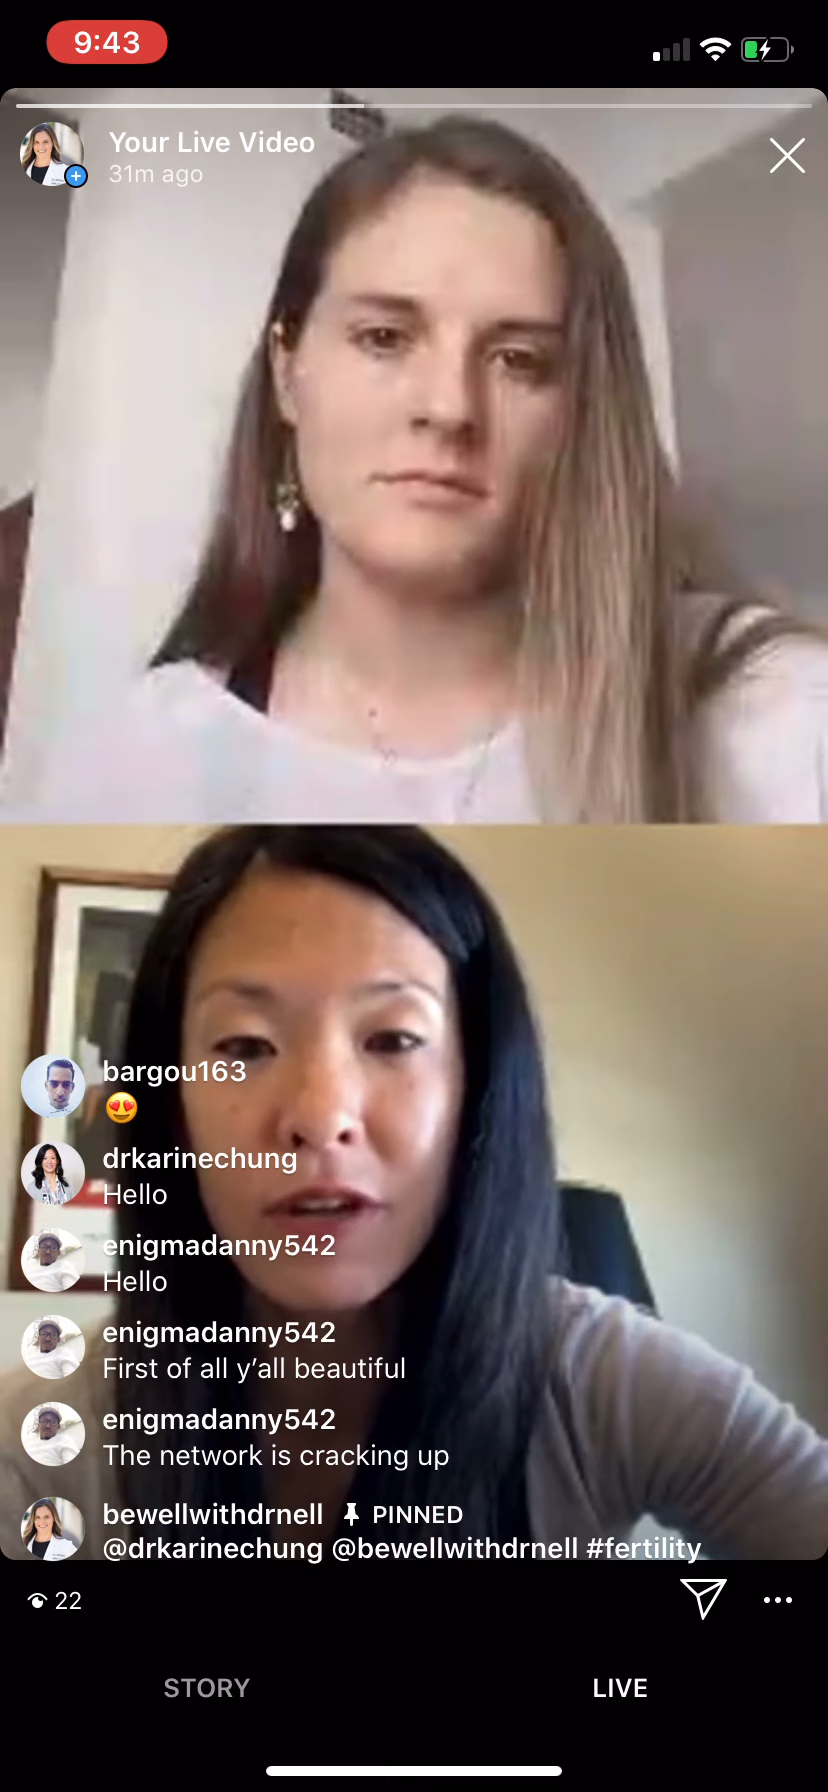 9:43
Your Live Video
31m ago
bargou163
😍
drkarinechung
Hello
enigmadanny542
Hello
enigmadanny542
First of all y’all beautiful
enigmadanny542
The network is cracking up
bewellwithdrnell PINNED
@drkarinechung @bewellwithdrnell #fertility
22
STORY
LIVE